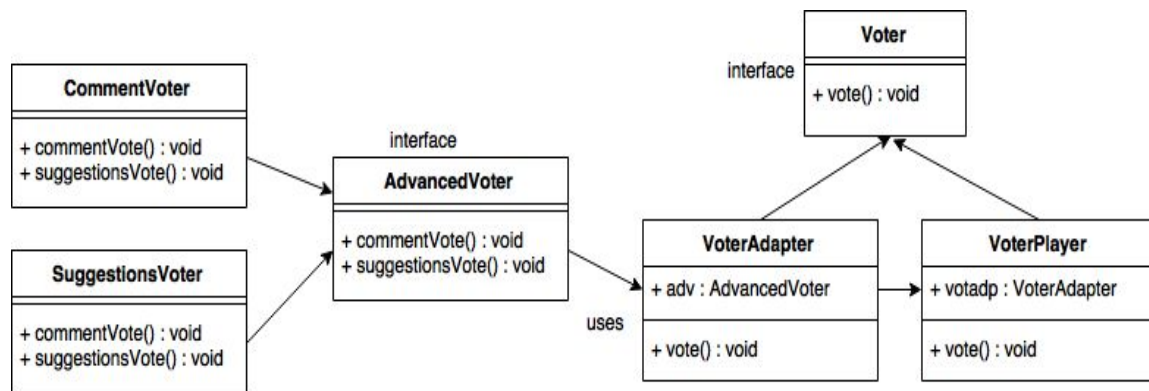 CommentVoter
+ commentVote() : void
+ suggestionsVote() : void
SuggestionsVoter
+ commentVote() : void
+ suggestionsVote() : void
interface
AdvancedVoter
+ commentVote() : void
+ suggestionsVote() : void
uses
interface
Voter
+ vote() : void
VoterAdapter
+ adv : AdvancedVoter
+ vote() : void
VoterPlayer
+ votadp : VoterAdapter
+ vote() : void